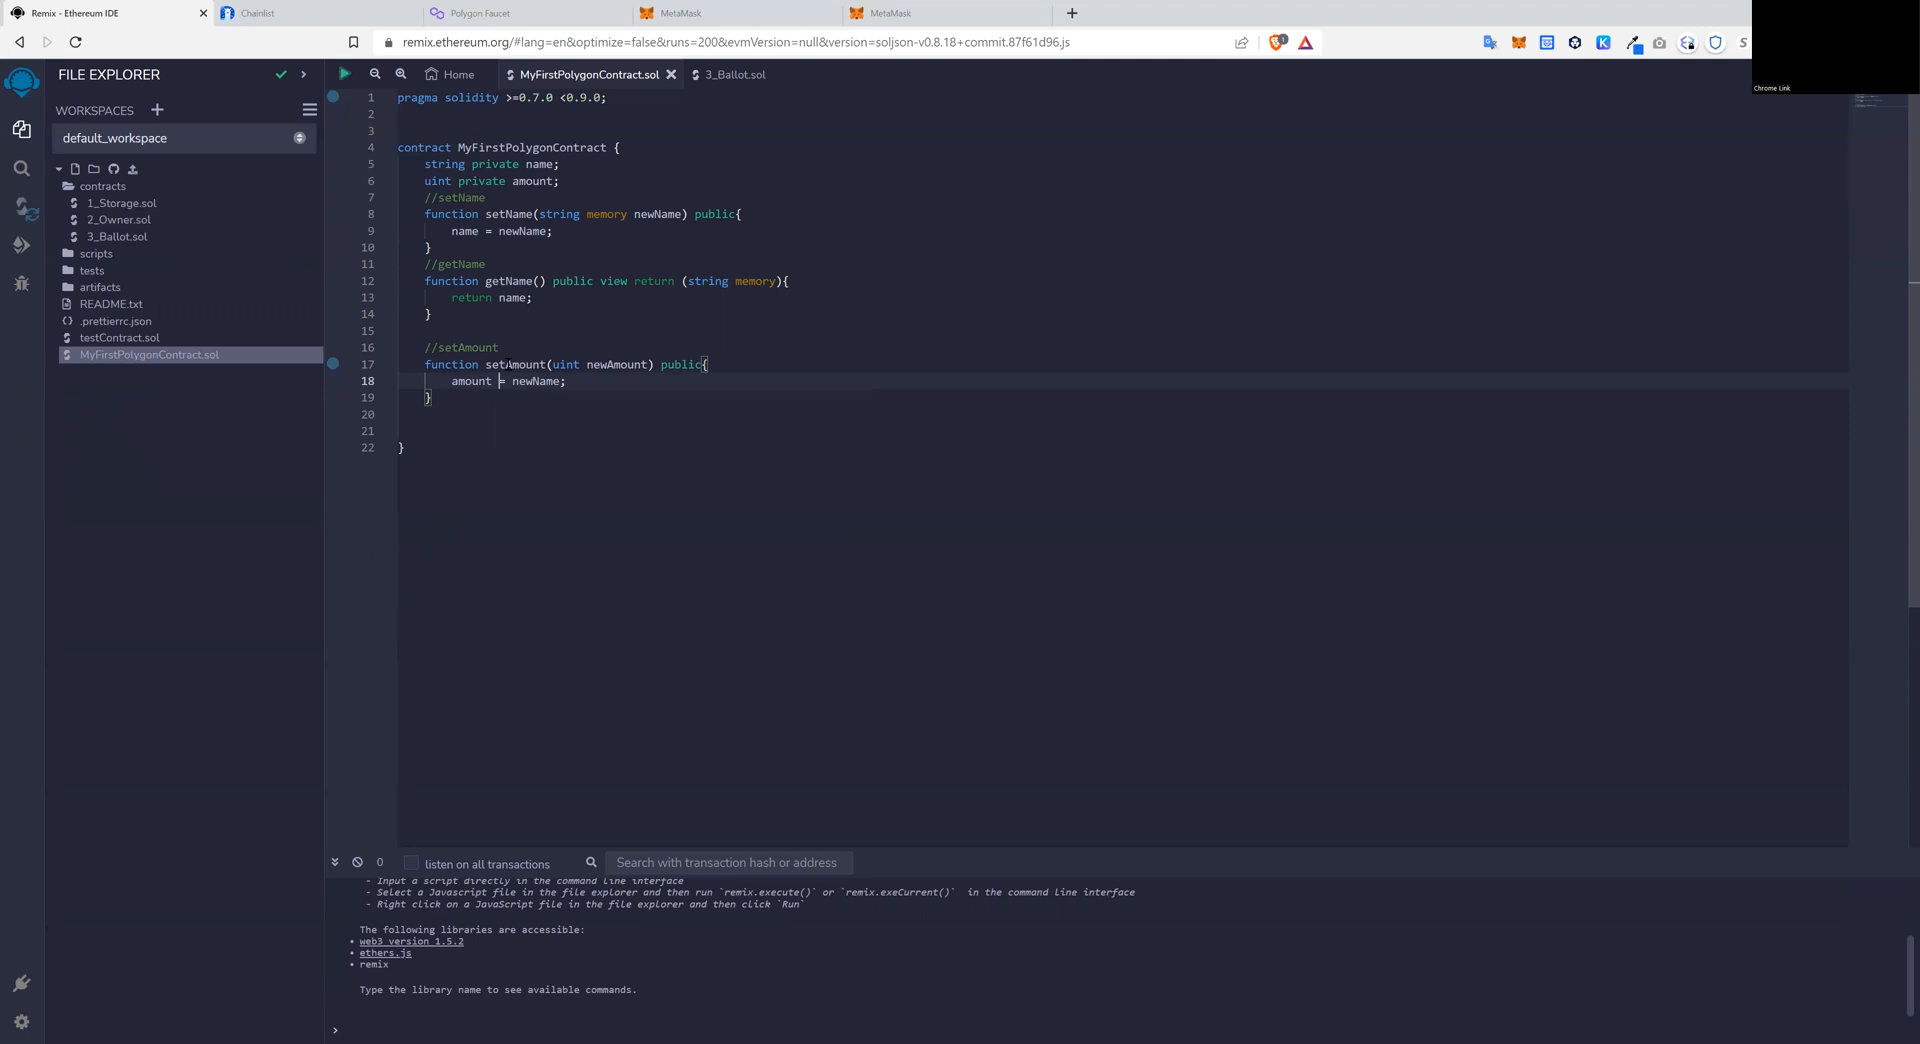 Remix - Ethereum IDE
Chainlist
Polygon Faucet
MetaMask
MetaMask
remix.ethereum.org/#lang=en&optimize=false&runs=200&evmVersion=null&version=soljson-v0.8.18+commit.87f61d96.js
Chrome Link
FILE EXPLORER
Home
MyFirstPolygonContract.sol
3_Ballot.sol
WORKSPACES
default_workspace
contracts
1_Storage.sol
2_Owner.sol
3_Ballot.sol
scripts
tests
artifacts
README.txt
.prettierrc.json
testContract.sol
MyFirstPolygonContract.sol
1 pragma solidity >=0.7.0 <0.9.0;
2
3
4 contract MyFirstPolygonContract {
5 string private name;
6 uint private amount;
7 //setName
8 function setName(string memory newName) public{
9 name = newName;
10 }
11 //getName
12 function getName() public view return (string memory){
13 return name;
14 }
15
16 //setAmount
17 function setAmount(uint newAmount) public{
18 amount = newName;
19 }
20
21
22 }
0 listen on all transactions
Search with transaction hash or address
- Input a script directly in the command line interface
- Select a Javascript file in the file explorer and then run `remix.execute()` or `remix.exeCurrent()` in the command line interface
- Right click on a JavaScript file in the file explorer and then click `Run`
The following libraries are accessible:
• web3 version 1.5.2
• ethers.js
• remix
Type the library name to see available commands.
>